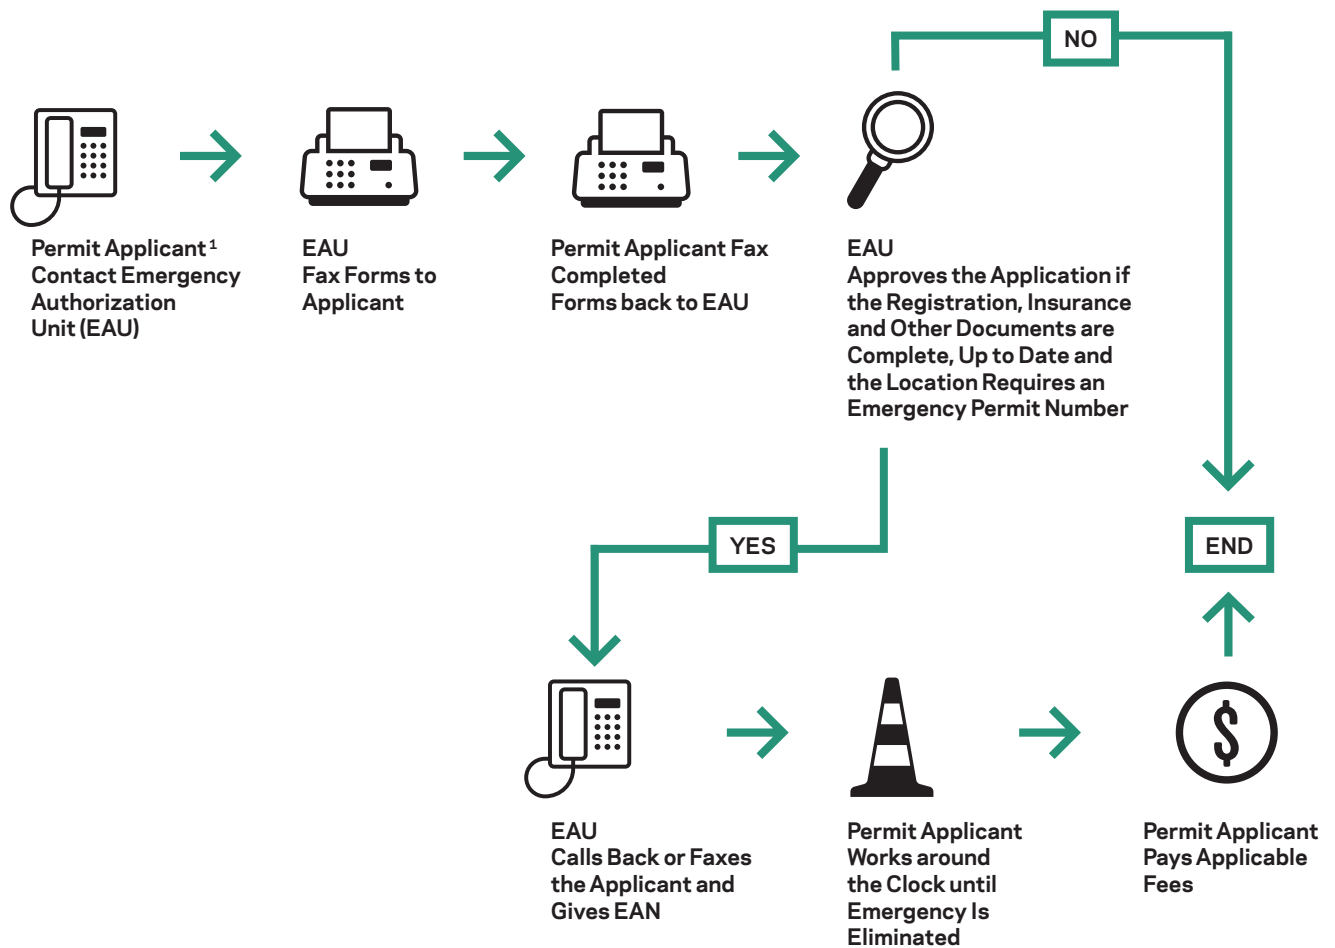 NO
Permit Applicant ¹
Contact Emergency
Authorization
Unit (EAU)
EAU
Fax Forms to
Applicant
Permit Applicant Fax
Completed
Forms back to EAU
EAU
Approves the Application if
the Registration, Insurance
and Other Documents are
Complete, Up to Date and
the Location Requires an
Emergency Permit Number
YES
END
$
EAU
Calls Back or Faxes
the Applicant and
Gives EAN
Permit Applicant
Works around
the Clock until
Emergency Is
Eliminated
Permit Applicant
Pays Applicable
Fees